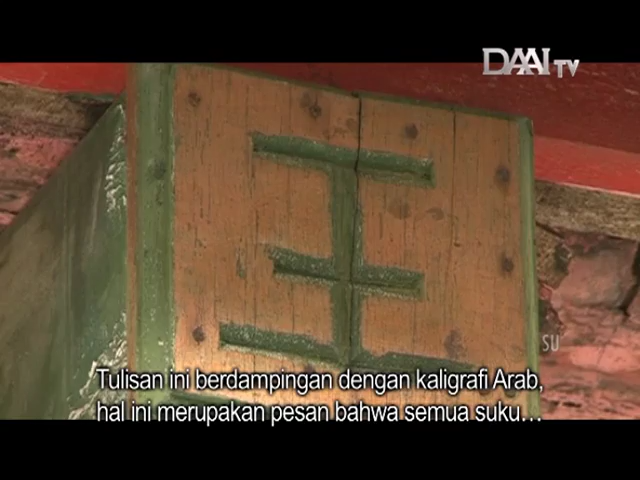 DAAI TV
王
SU
Tulisan ini berdampingan dengan kaligrafi Arab,
hal ini merupakan pesan bahwa semua suku...